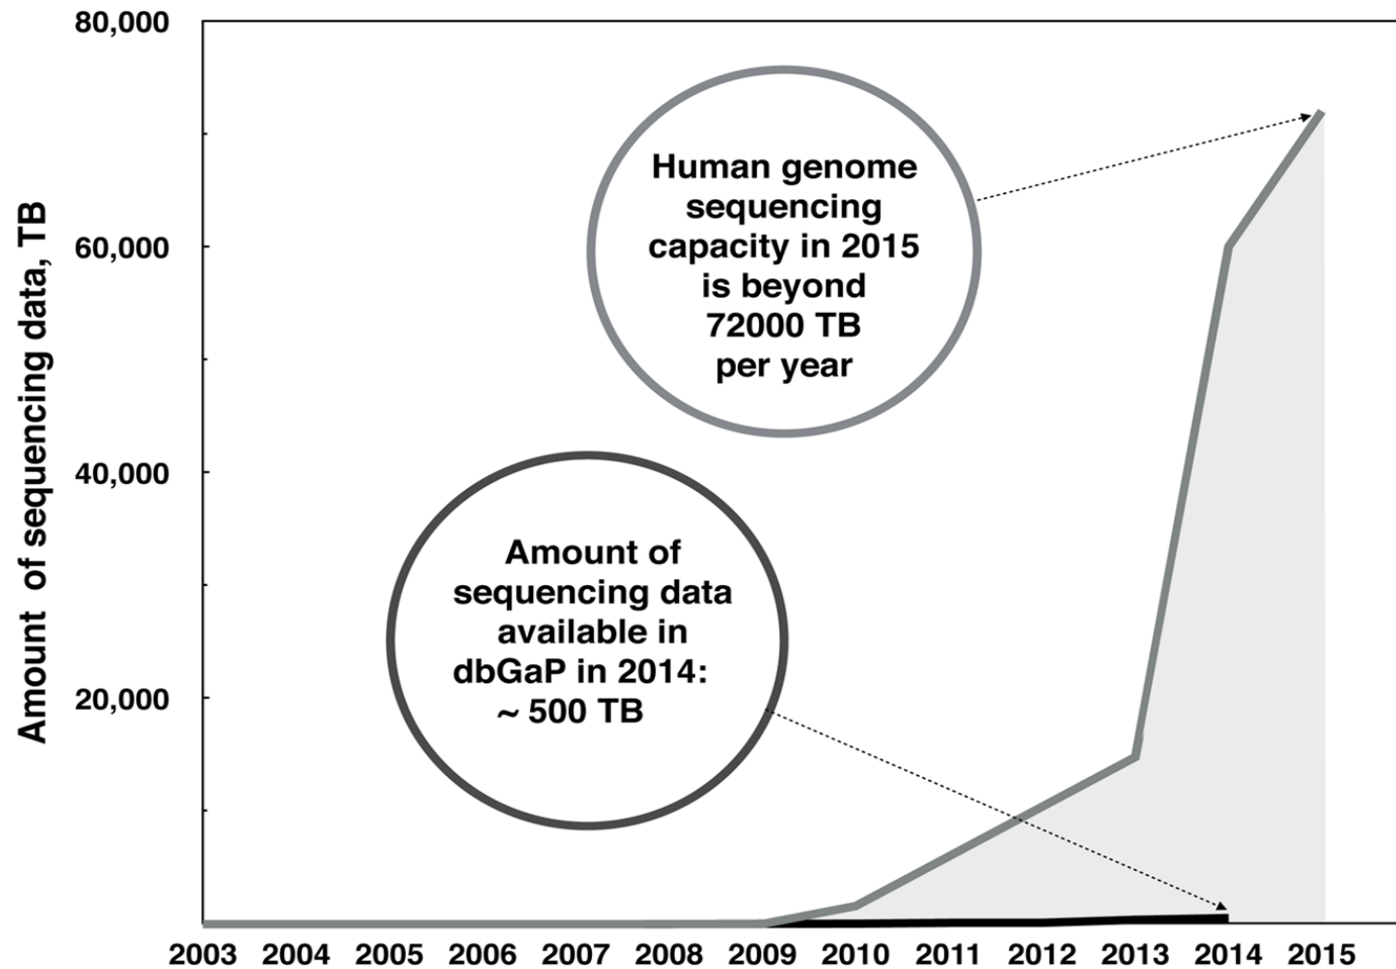 80,000
60,000
40,000
20,000
Amount of sequencing data, TB
Human genome
sequencing
capacity in 2015
is beyond
72000 TB
per year
Amount of
sequencing data
available in
dbGaP in 2014:
~ 500 TB
2003 2004 2005 2006 2007 2008 2009 2010 2011 2012 2013 2014 2015